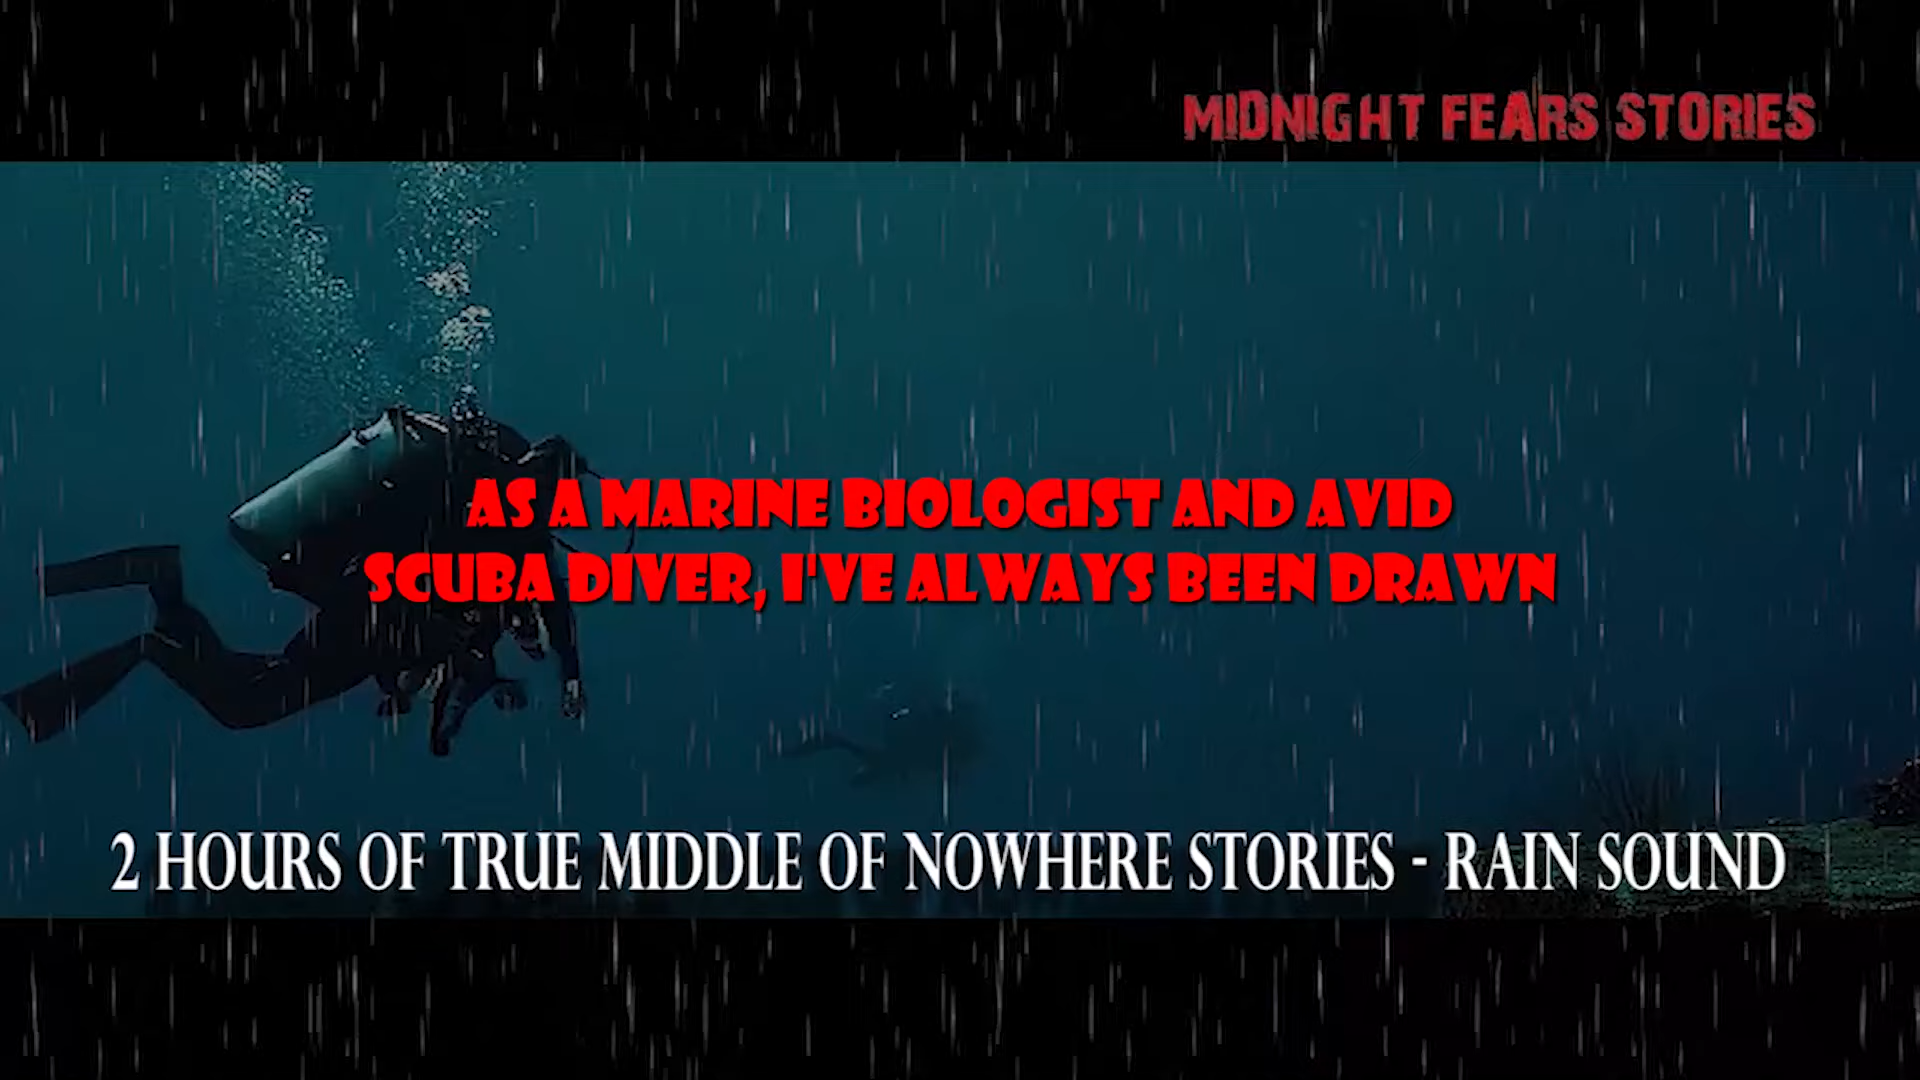 MIDNIGHT FEARS STORIES
AS A MARINE BIOLOGIST AND AVID
SCUBA DIVER, I'VE ALWAYS BEEN DRAWN
2 HOURS OF TRUE MIDDLE OF NOWHERE STORIES - RAIN SOUND